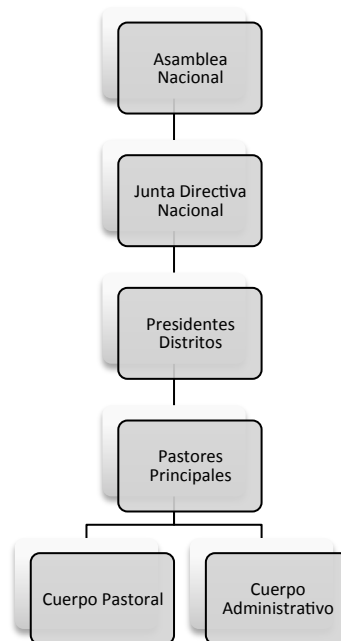 Asamblea
Nacional
Junta Directiva
Nacional
Presidentes
Distritos
Pastores
Principales
Cuerpo Pastoral
Cuerpo
Administrativo